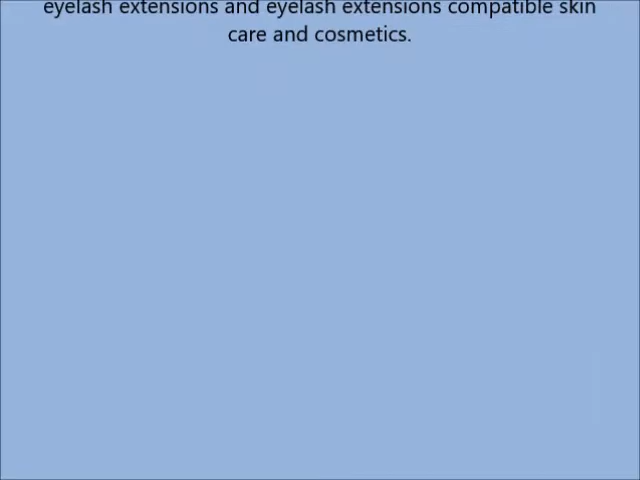 eyelash extensions and eyelash extensions compatible skin
care and cosmetics.